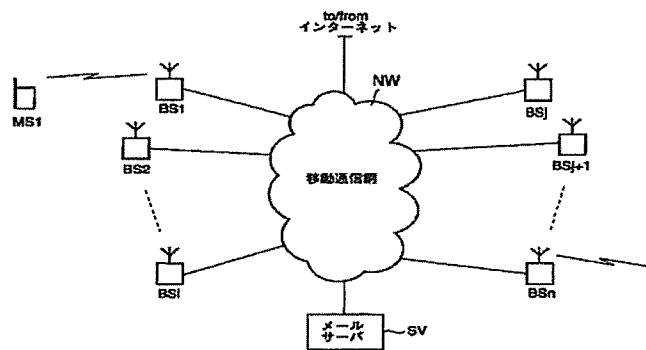 to/from
インターネット
NW
MS1
BS1
BSj
BS2
移動通信網
BSj+1
BSi
BSn
メール
サーバ
SV